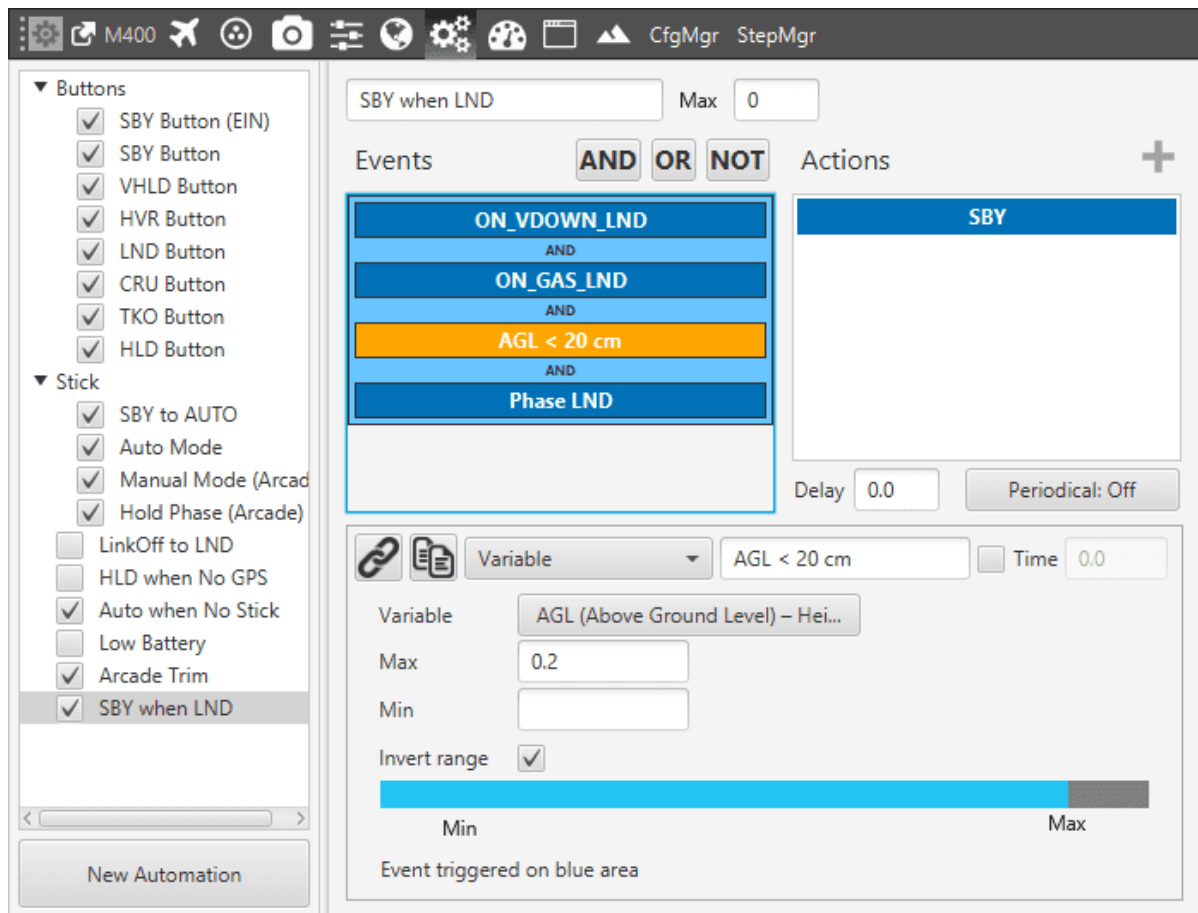 M400 CfgMgr StepMgr
Buttons
SBY Button (EIN)
SBY Button
VHLD Button
HVR Button
LND Button
CRU Button
TKO Button
HLD Button
Stick
SBY to AUTO
Auto Mode
Manual Mode (Arcad
Hold Phase (Arcade)
LinkOff to LND
HLD when No GPS
Auto when No Stick
Low Battery
Arcade Trim
SBY when LND
New Automation
SBY when LND Max 0
Events AND OR NOT
ON_VDOWN_LND
AND
ON_GAS_LND
AND
AGL < 20 cm
AND
Phase LND
Actions
SBY
Delay 0.0 Periodical: Off
Variable AGL < 20 cm Time 0.0
Variable AGL (Above Ground Level) – Hei...
Max 0.2
Min
Invert range
Min Max
Event triggered on blue area